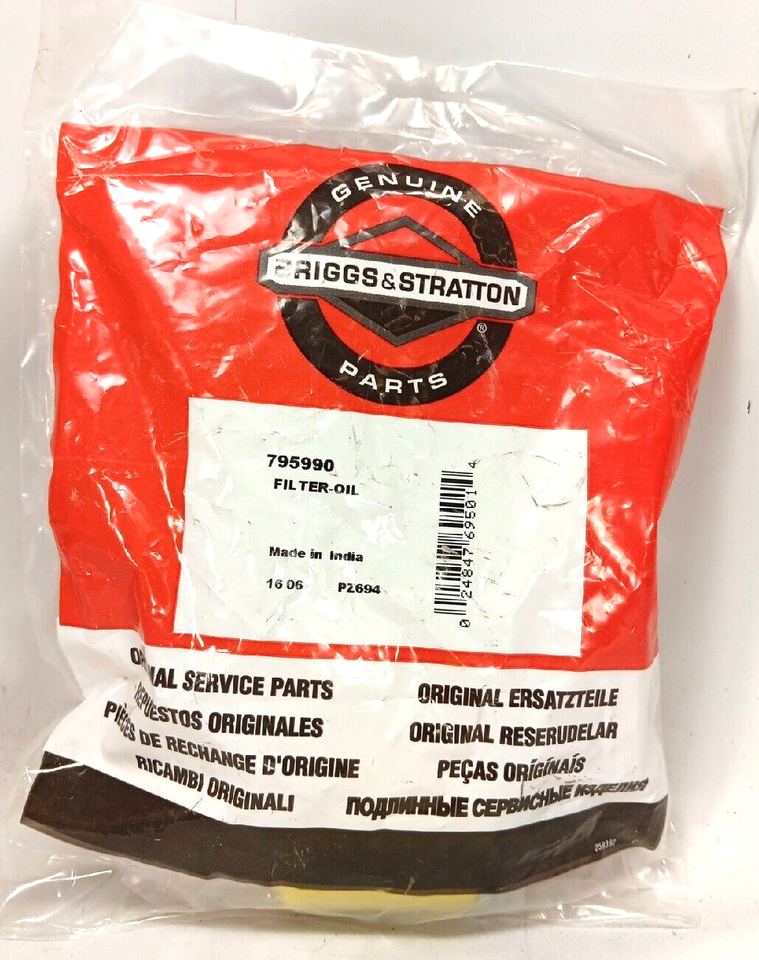 GENUINE
BRIGGS&STRATTON
®
PARTS
795990
FILTER-OIL
Made in India
16 06 P2694
0 24847 69501 4
SERVICE PARTS
ORIGINAL ERSATZTEILE
REPUESTOS ORIGINALES
ORIGINAL RESERUDELAR
PIÈCES DE RECHANGE D'ORIGINE
PEÇAS ORIGINAIS
RICAMBI ORIGINALI
ПОДЛИННЫЕ СЕРВИСНЫЕ ИЗДЕЛИЯ